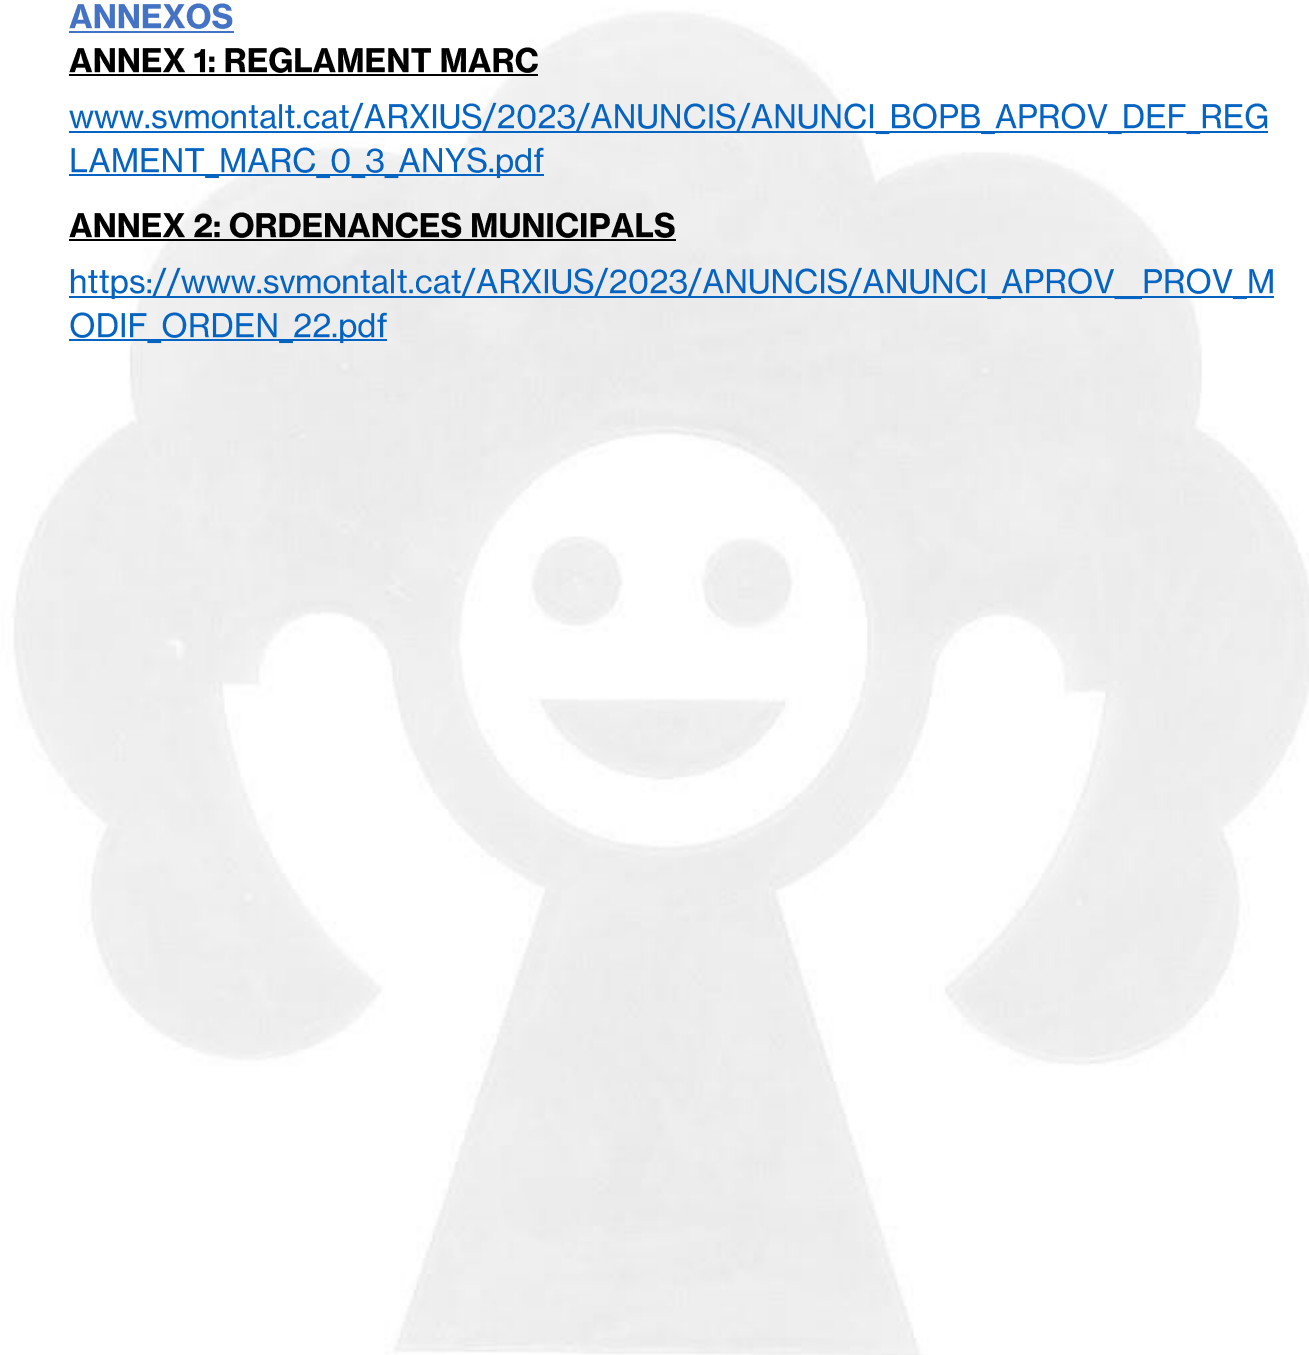 ANNEXOS
ANNEX 1: REGLAMENT MARC
www.svmontalt.cat/ARXIUS/2023/ANUNCIS/ANUNCI_BOPB_APROV_DEF_REG
LAMENT_MARC_0_3_ANYS.pdf
ANNEX 2: ORDENANCES MUNICIPALS
https://www.svmontalt.cat/ARXIUS/2023/ANUNCIS/ANUNCI_APROV__PROV_M
ODIF_ORDEN_22.pdf